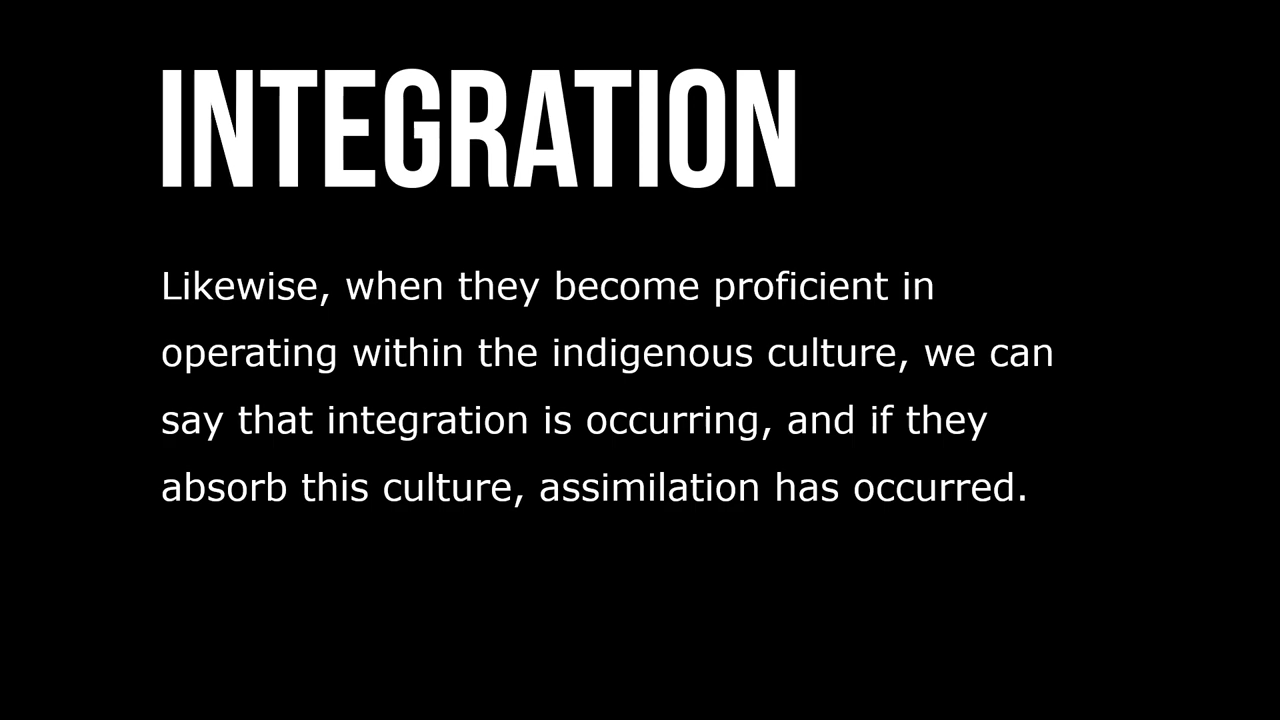 INTEGRATION
Likewise, when they become proficient in
operating within the indigenous culture, we can
say that integration is occurring, and if they
absorb this culture, assimilation has occurred.